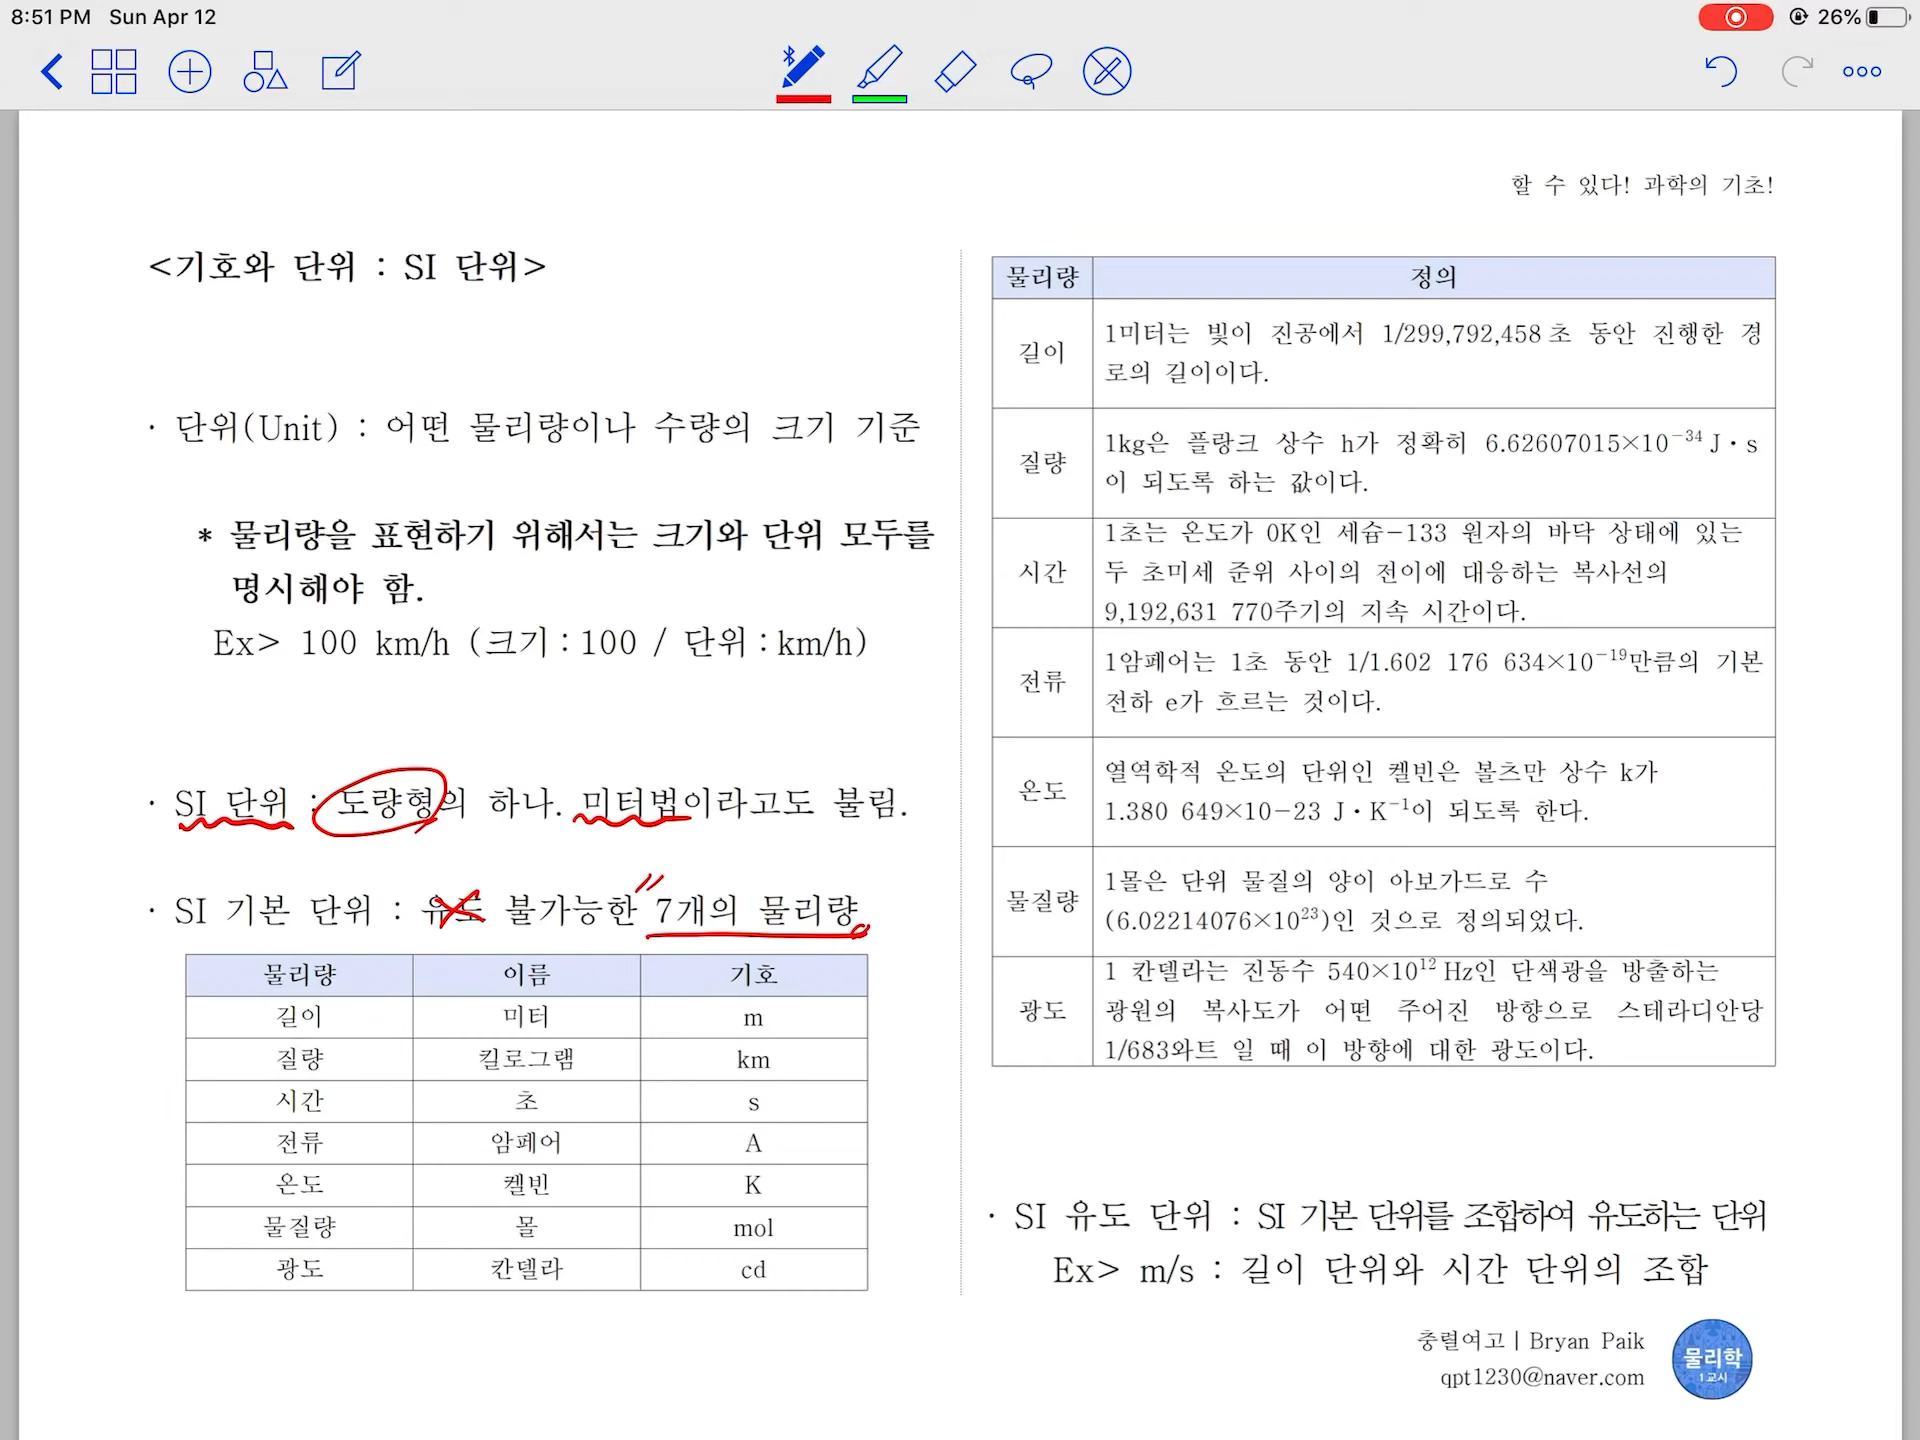 8:51 PM Sun Apr 12
26%
할 수 있다! 과학의 기초!
<기호와 단위 : SI 단위>
· 단위(Unit) : 어떤 물리량이나 수량의 크기 기준
* 물리량을 표현하기 위해서는 크기와 단위 모두를
명시해야 함.
Ex> 100 km/h (크기 : 100 / 단위 : km/h)
· SI 단위 : 도량형의 하나. 미터법이라고도 불림.
· SI 기본 단위 : 유도 불가능한 7개의 물리량
물리량 이름 기호
길이 미터 m
질량 킬로그램 km
시간 초 s
전류 암페어 A
온도 켈빈 K
물질량 몰 mol
광도 칸델라 cd
물리량 정의
길이
1미터는 빛이 진공에서 1/299,792,458초 동안 진행한 경
로의 길이이다.
질량
1kg은 플랑크 상수 h가 정확히 6.62607015×10⁻³⁴J·s
이 되도록 하는 값이다.
시간
1초는 온도가 0K인 세슘-133 원자의 바닥 상태에 있는
두 초미세 준위 사이의 전이에 대응하는 복사선의
9,192,631 770주기의 지속 시간이다.
전류
1암페어는 1초 동안 1/1.602 176 634×10⁻¹⁹만큼의 기본
전하 e가 흐르는 것이다.
온도
열역학적 온도의 단위인 켈빈은 볼츠만 상수 k가
1.380 649×10-23 J·K⁻¹이 되도록 한다.
물질량
1몰은 단위 물질의 양이 아보가드로 수
(6.02214076×10²³)인 것으로 정의되었다.
광도
1 칸델라는 진동수 540×10¹² Hz인 단색광을 방출하는
광원의 복사도가 어떤 주어진 방향으로 스테라디안당
1/683와트 일 때 이 방향에 대한 광도이다.
· SI 유도 단위 : SI 기본 단위를 조합하여 유도하는 단위
Ex> m/s : 길이 단위와 시간 단위의 조합
충렬여고 | Bryan Paik
qpt1230@naver.com
물리학
1교시